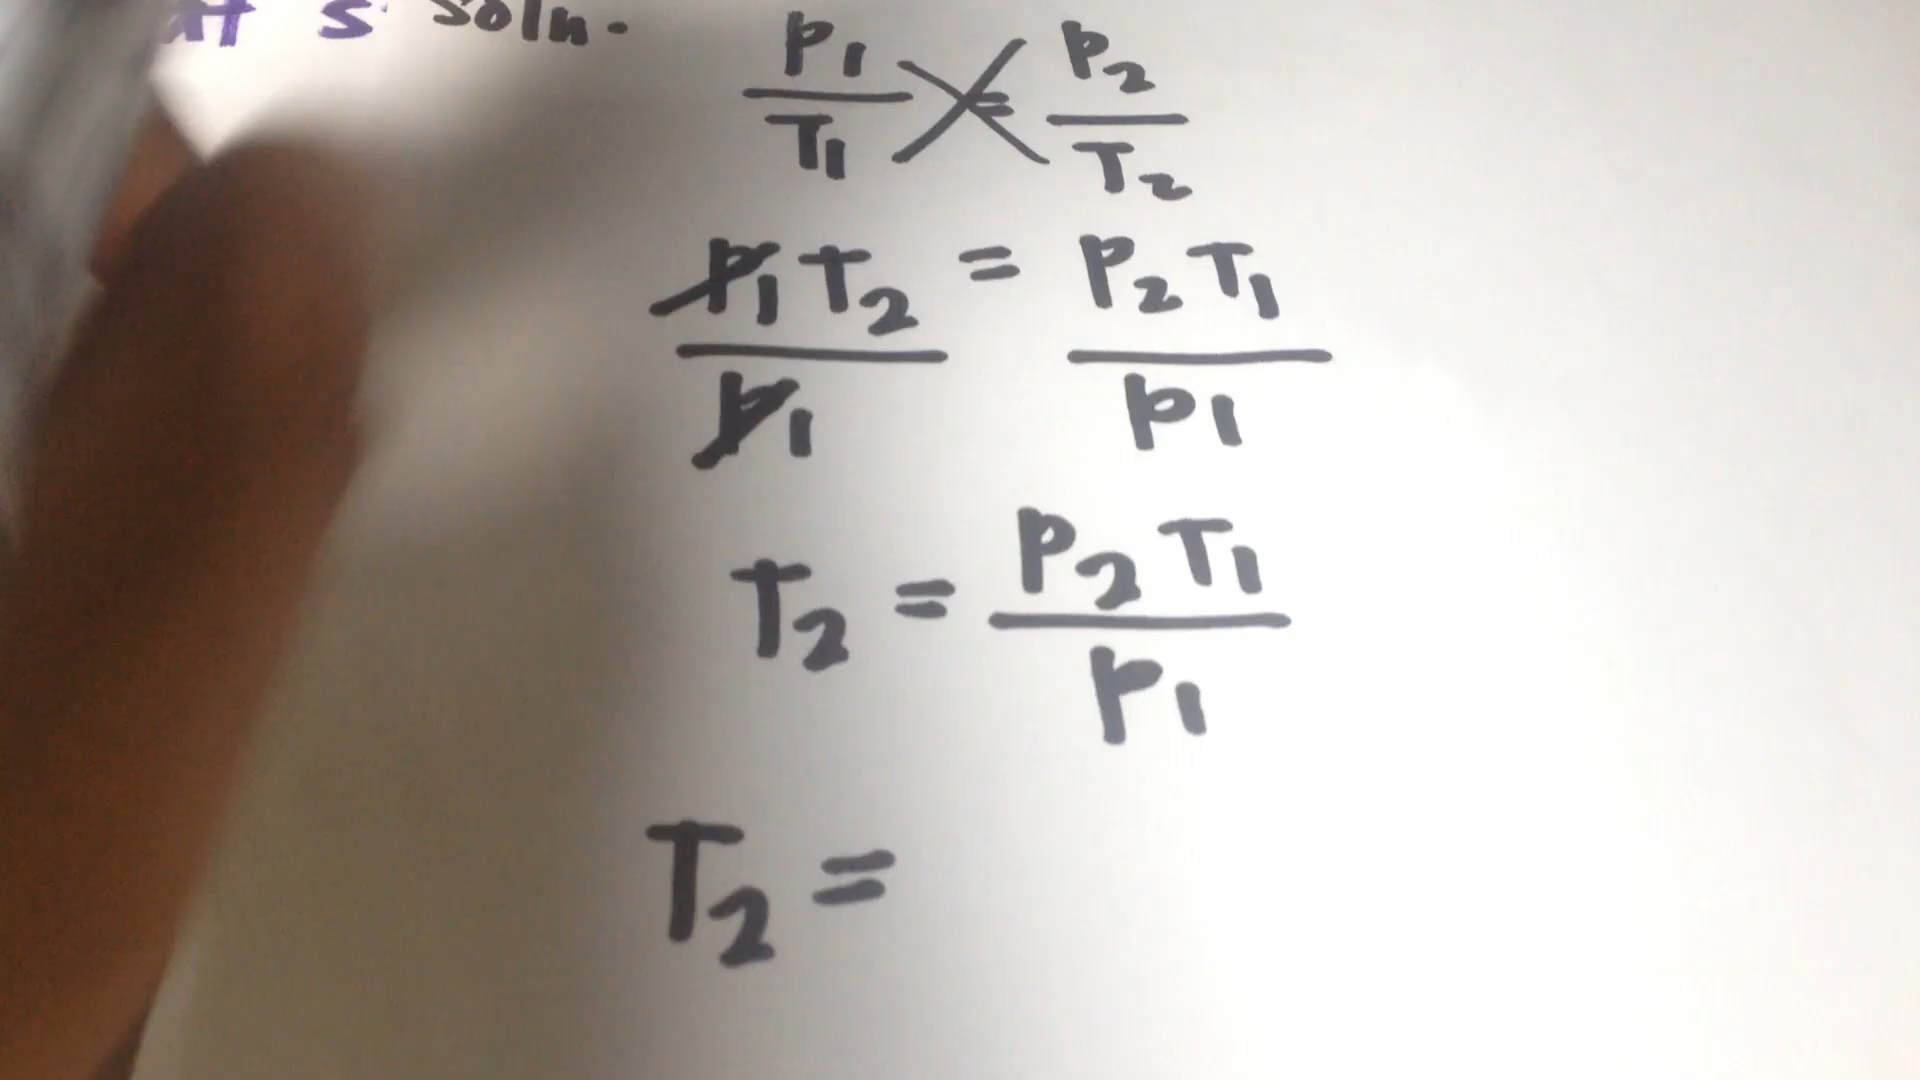 soln.
P1/T1 = P2/T2
P1T2/P1 = P2T1/P1
T2 = P2T1/P1
T2 =